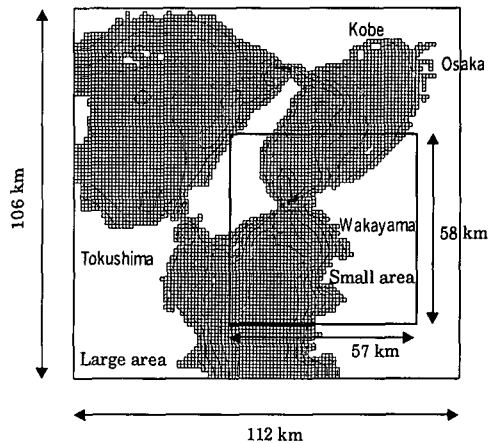 Kobe
Osaka
106 km
Wakayama
58 km
Tokushima
Small area
57 km
Large area
112 km